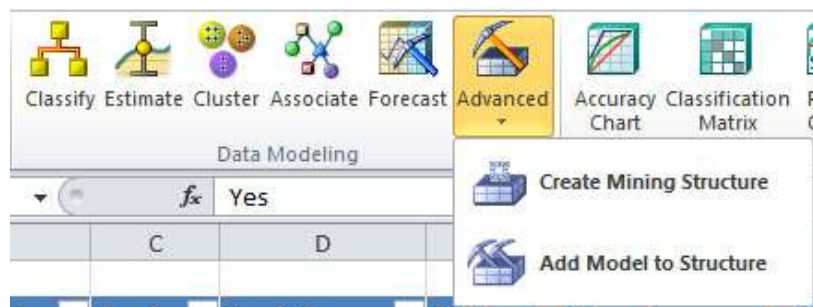 Classify Estimate Cluster Associate Forecast Advanced Accuracy Classification
Chart Matrix
Data Modeling
Create Mining Structure
fx Yes
C D
Add Model to Structure